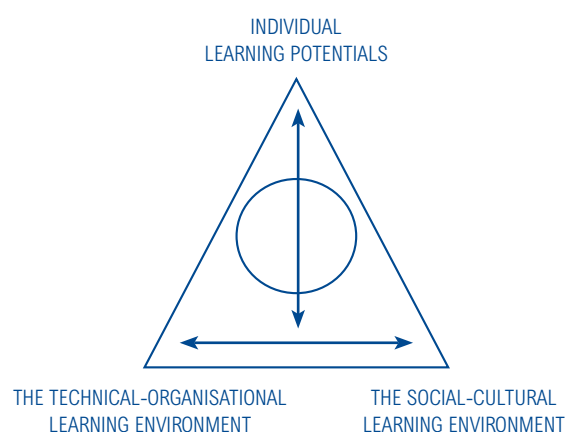 INDIVIDUAL
LEARNING POTENTIALS
THE TECHNICAL-ORGANISATIONAL
LEARNING ENVIRONMENT
THE SOCIAL-CULTURAL
LEARNING ENVIRONMENT